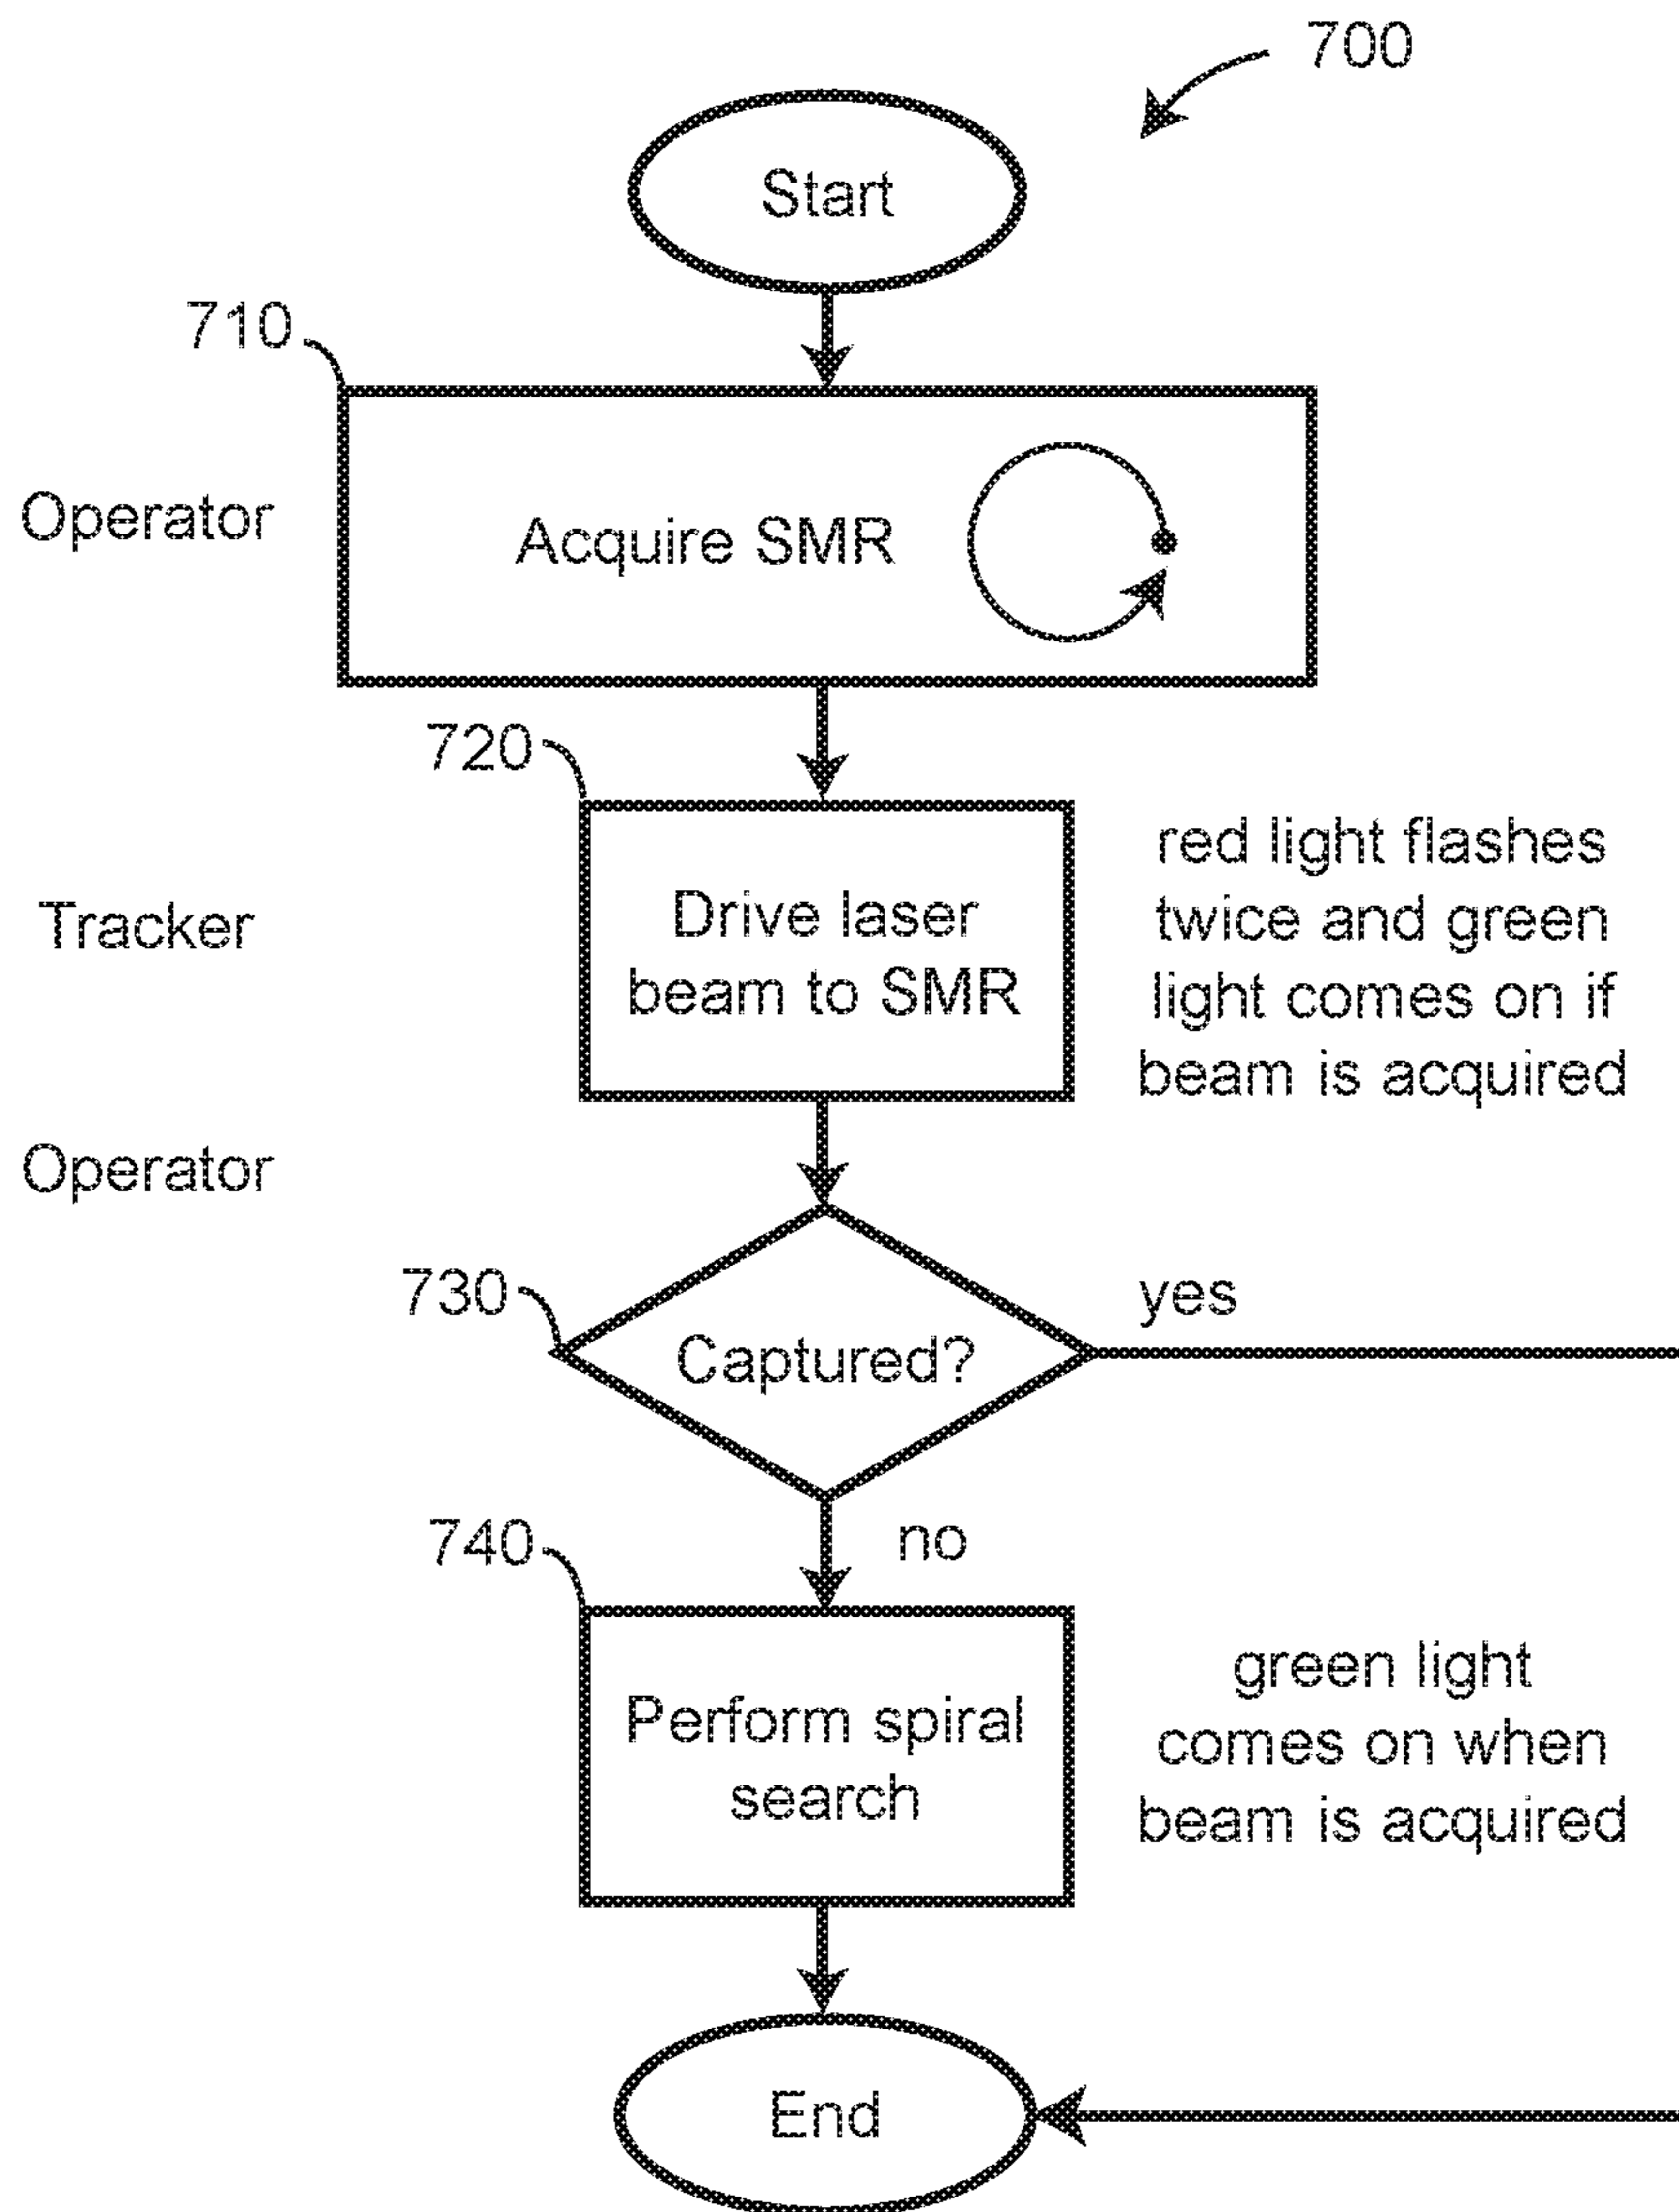 700
Start
710
Operator
Acquire SMR
720
Tracker
Drive laser
beam to SMR
red light flashes
twice and green
light comes on if
beam is acquired
Operator
730
Captured?
yes
no
740
Perform spiral
search
green light
comes on when
beam is acquired
End